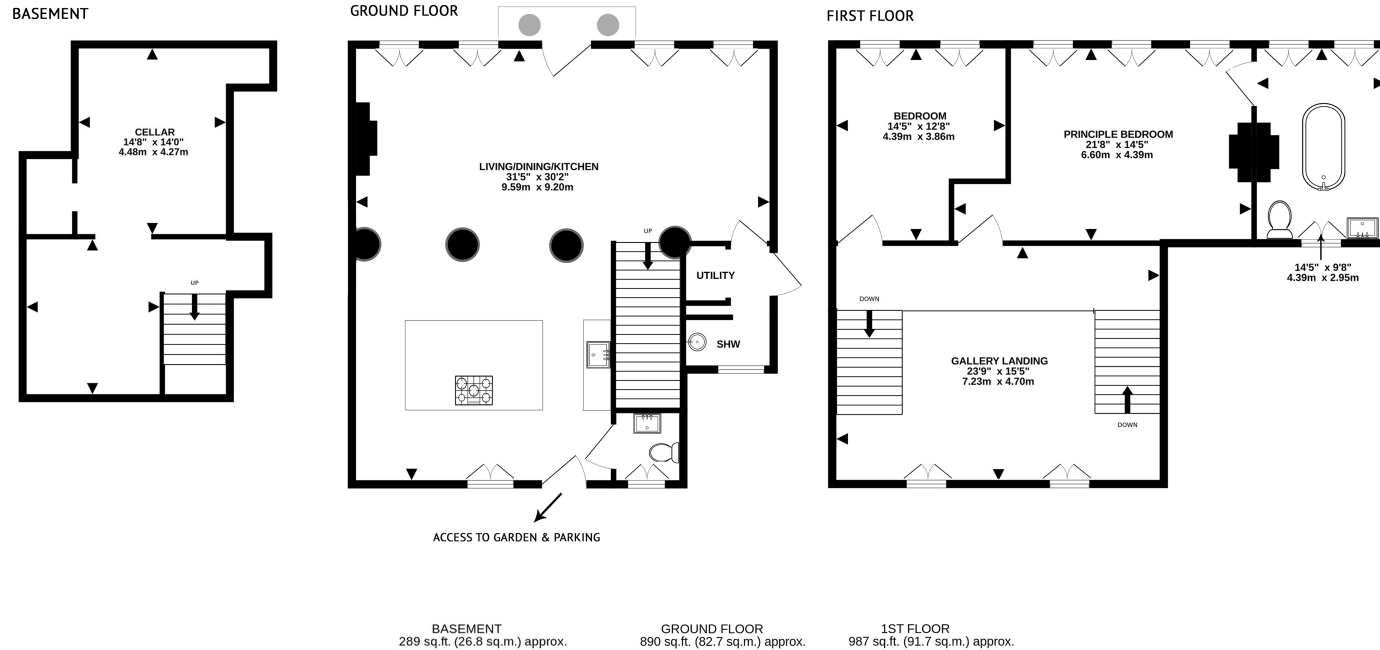 BASEMENT
CELLAR
14'8" x 14'0"
4.48m x 4.27m
UP
GROUND FLOOR
LIVING/DINING/KITCHEN
31'5" x 30'2"
9.59m x 9.20m
UP
UTILITY
SHW
ACCESS TO GARDEN & PARKING
FIRST FLOOR
BEDROOM
14'5" x 12'8"
4.39m x 3.86m
PRINCIPLE BEDROOM
21'8" x 14'5"
6.60m x 4.39m
14'5" x 9'8"
4.39m x 2.95m
DOWN
GALLERY LANDING
23'9" x 15'5"
7.23m x 4.70m
DOWN
BASEMENT
289 sq.ft. (26.8 sq.m.) approx.
GROUND FLOOR
890 sq.ft. (82.7 sq.m.) approx.
1ST FLOOR
987 sq.ft. (91.7 sq.m.) approx.